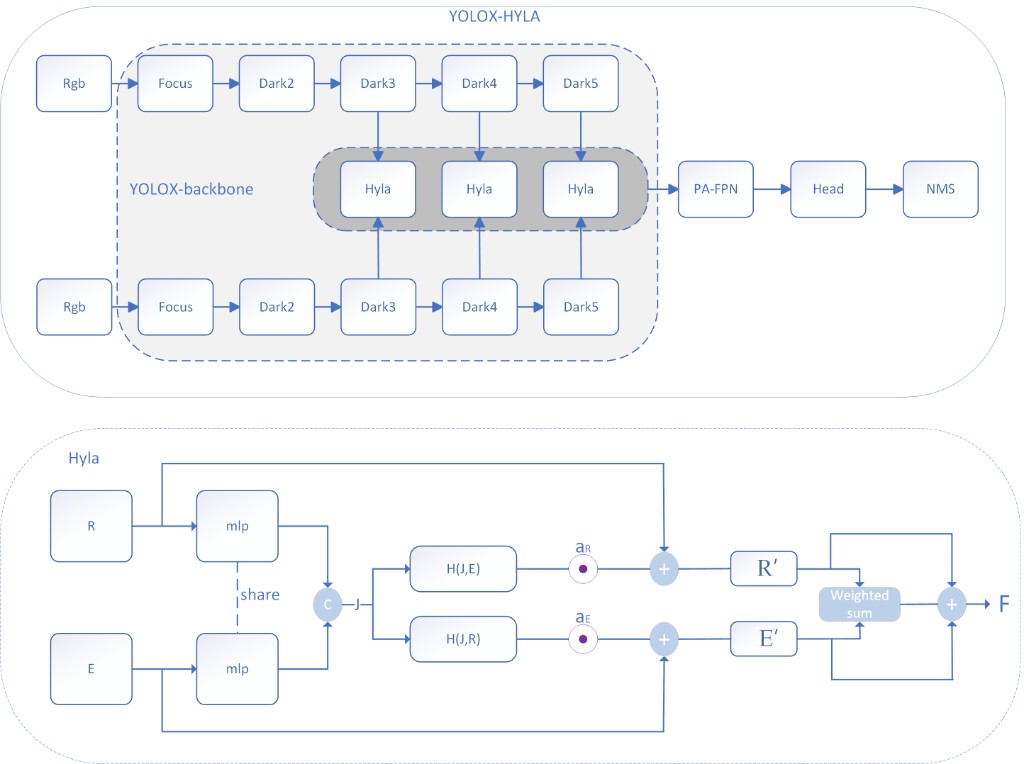 YOLOX-HYLA
Rgb
Focus
Dark2
Dark3
Dark4
Dark5
YOLOX-backbone
Hyla
Hyla
Hyla
PA-FPN
Head
NMS
Rgb
Focus
Dark2
Dark3
Dark4
Dark5
Hyla
R
mlp
share
E
mlp
C
J
H(J,E)
aR
+
R′
H(J,R)
aE
+
E′
Weighted
sum
+
F